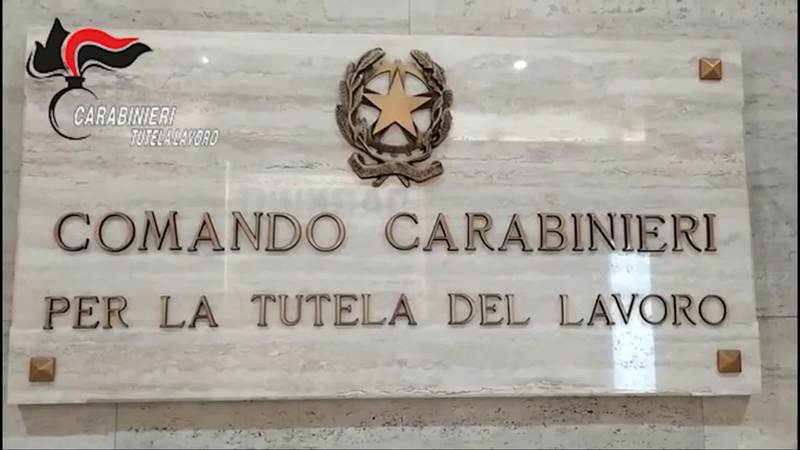 CARABINIERI
TUTELA LAVORO
COMANDO CARABINIERI
PER LA TUTELA DEL LAVORO